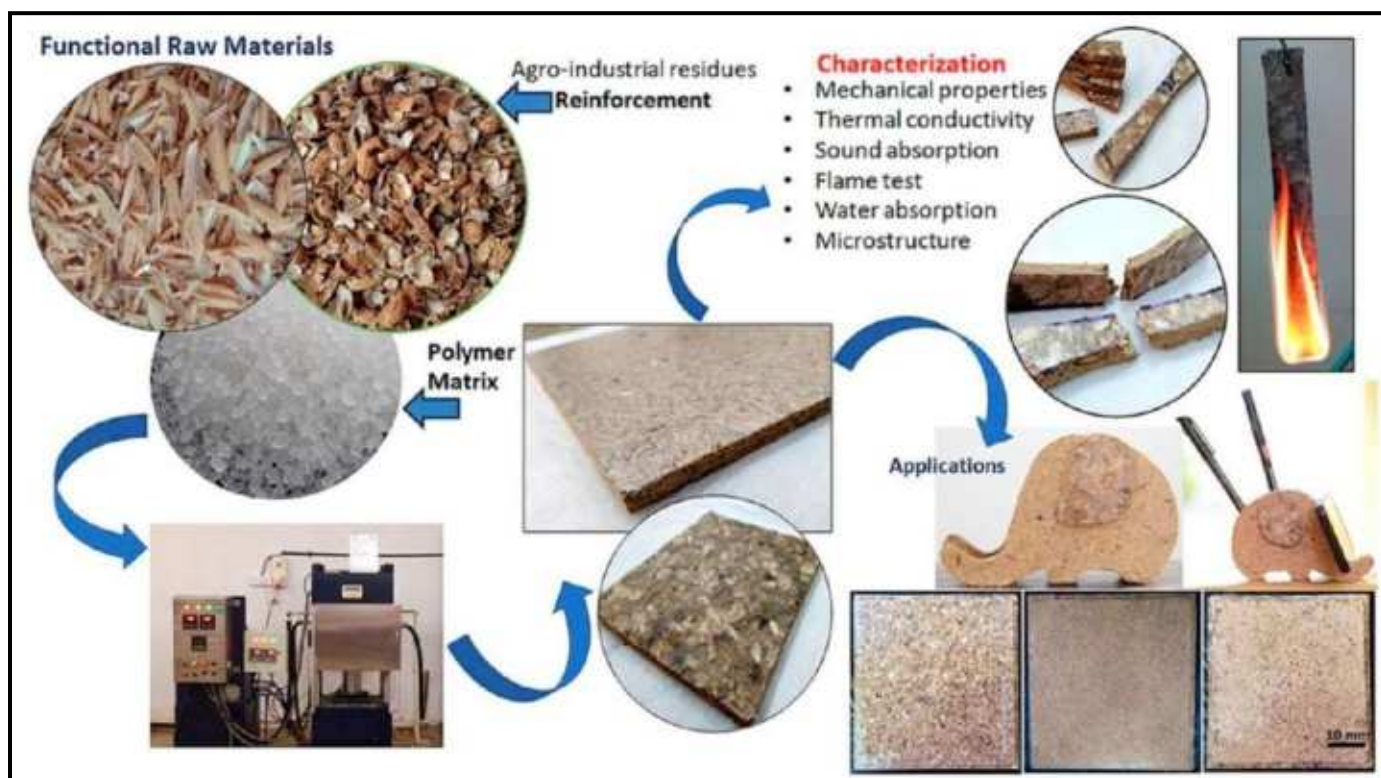 Functional Raw Materials
Agro-industrial residues
Reinforcement
Characterization
• Mechanical properties
• Thermal conductivity
• Sound absorption
• Flame test
• Water absorption
• Microstructure
Polymer
Matrix
Applications
10 mm